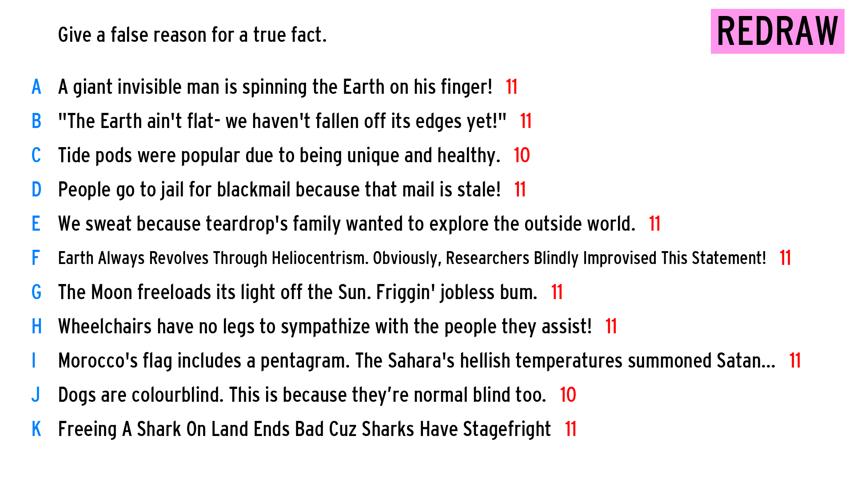 Give a false reason for a true fact.
REDRAW
A A giant invisible man is spinning the Earth on his finger! 11
B "The Earth ain't flat- we haven't fallen off its edges yet!" 11
C Tide pods were popular due to being unique and healthy. 10
D People go to jail for blackmail because that mail is stale! 11
E We sweat because teardrop's family wanted to explore the outside world. 11
F Earth Always Revolves Through Heliocentrism. Obviously, Researchers Blindly Improvised This Statement! 11
G The Moon freeloads its light off the Sun. Friggin' jobless bum. 11
H Wheelchairs have no legs to sympathize with the people they assist! 11
I Morocco's flag includes a pentagram. The Sahara's hellish temperatures summoned Satan... 11
J Dogs are colourblind. This is because they’re normal blind too. 10
K Freeing A Shark On Land Ends Bad Cuz Sharks Have Stagefright 11